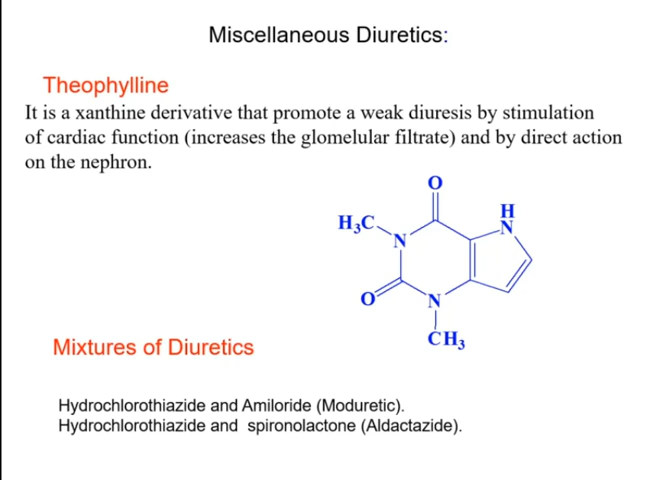 Miscellaneous Diuretics:
Theophylline
It is a xanthine derivative that promote a weak diuresis by stimulation
of cardiac function (increases the glomelular filtrate) and by direct action
on the nephron.
O
H
N
H3C
N
O
N
CH3
Mixtures of Diuretics
Hydrochlorothiazide and Amiloride (Moduretic).
Hydrochlorothiazide and spironolactone (Aldactazide).